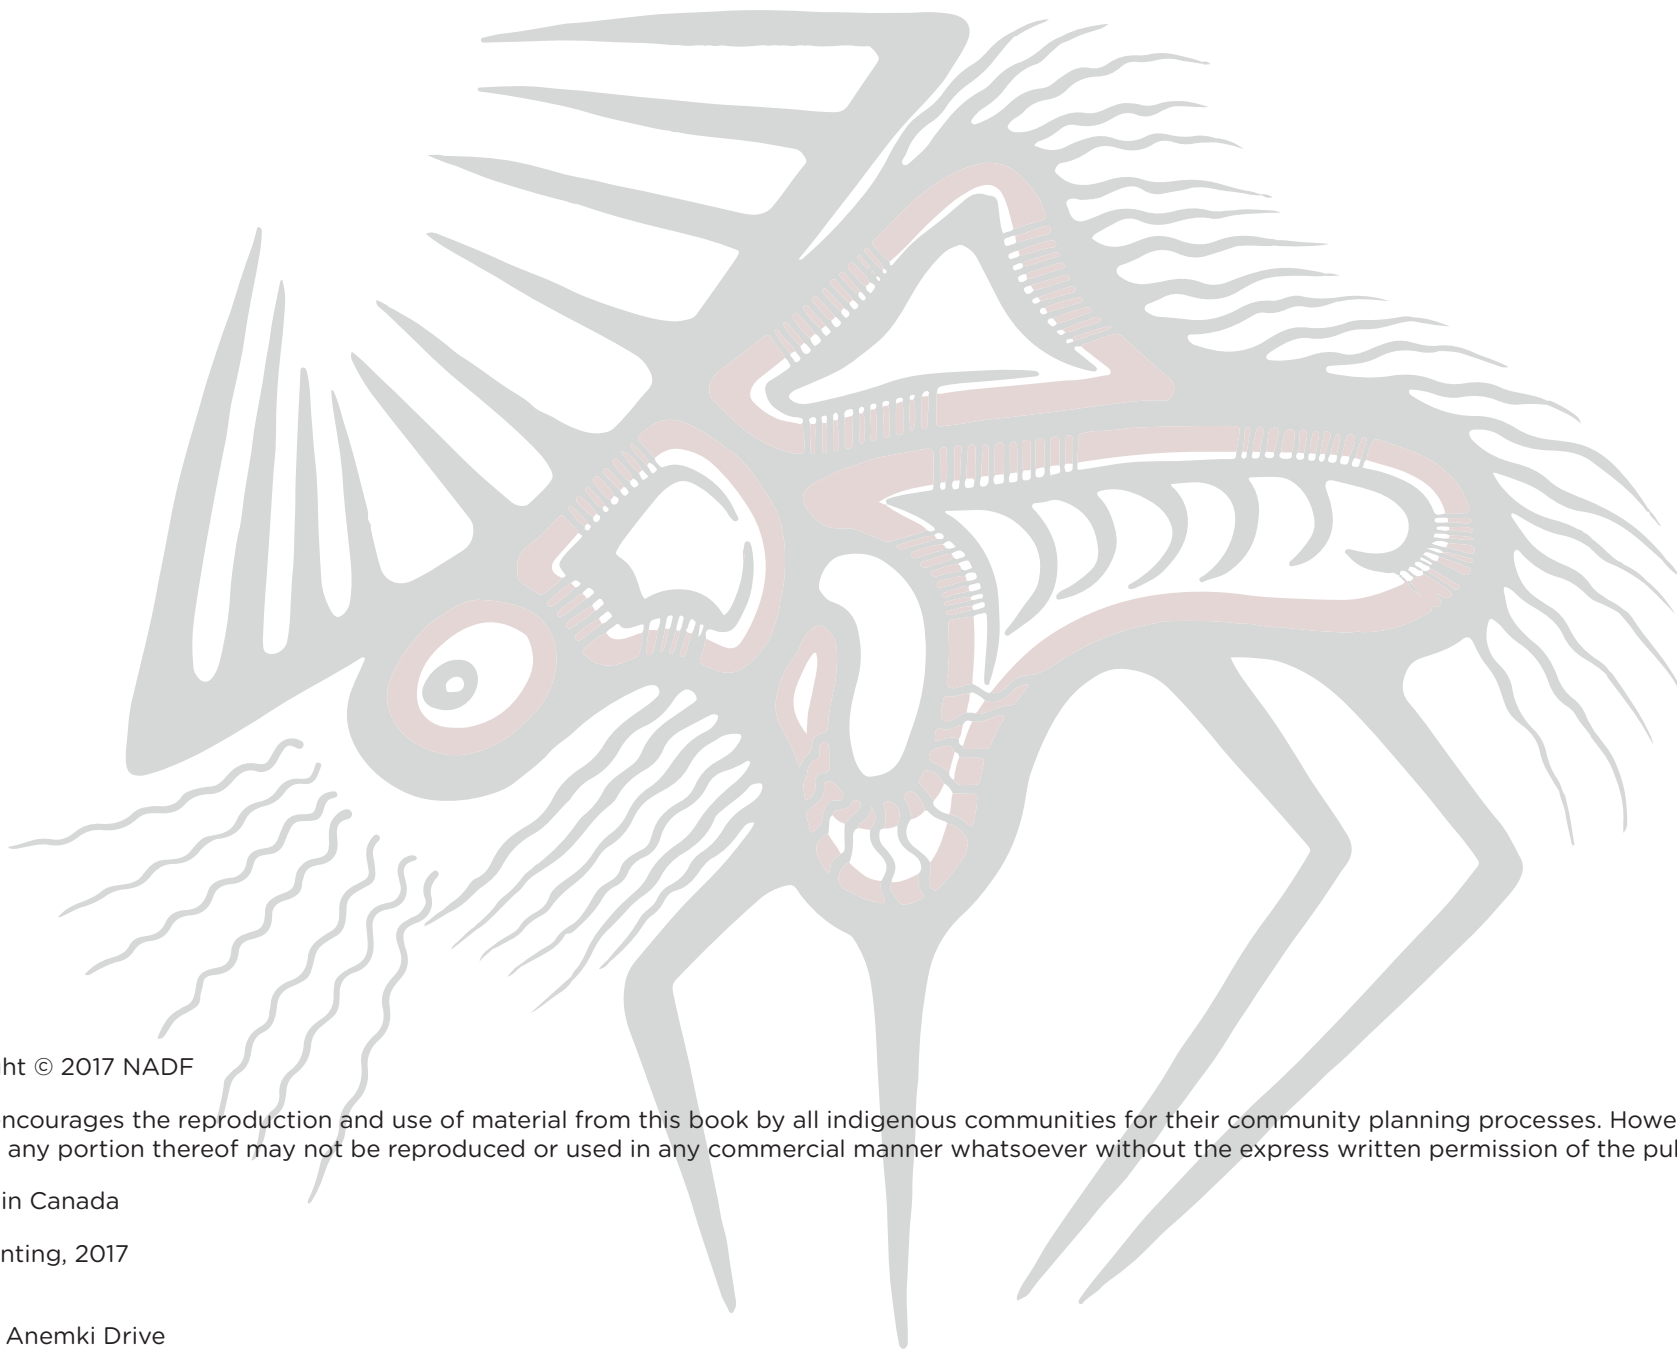 ht © 2017 NADF
ncourages the reproduction and use of material from this book by all indigenous communities for their community planning processes. Howe
any portion thereof may not be reproduced or used in any commercial manner whatsoever without the express written permission of the pu
in Canada
nting, 2017
Anemki Drive